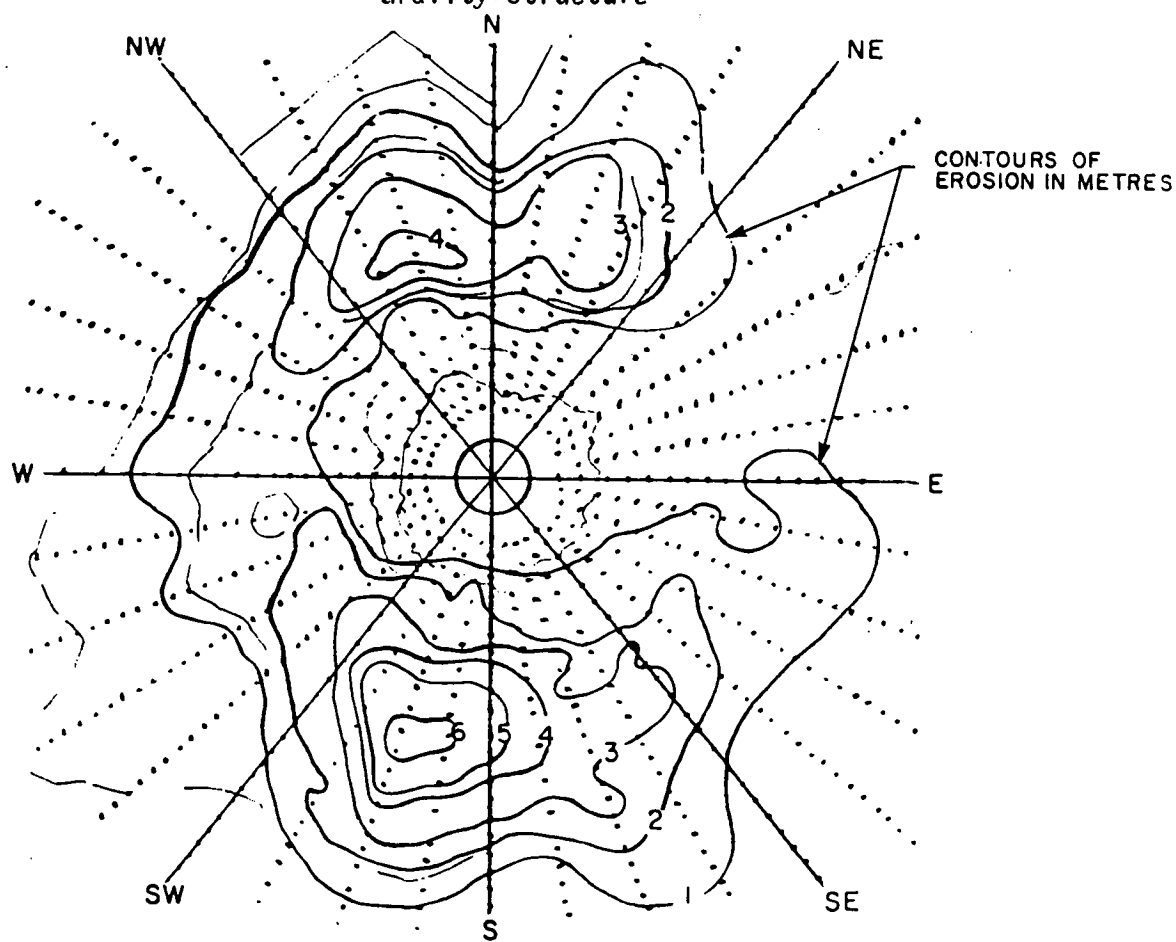 Gravity Structure
N
NW
NE
CONTOURS OF
EROSION IN METRES
4
3
2
W
E
6
5
4
3
2
1
SW
SE
S